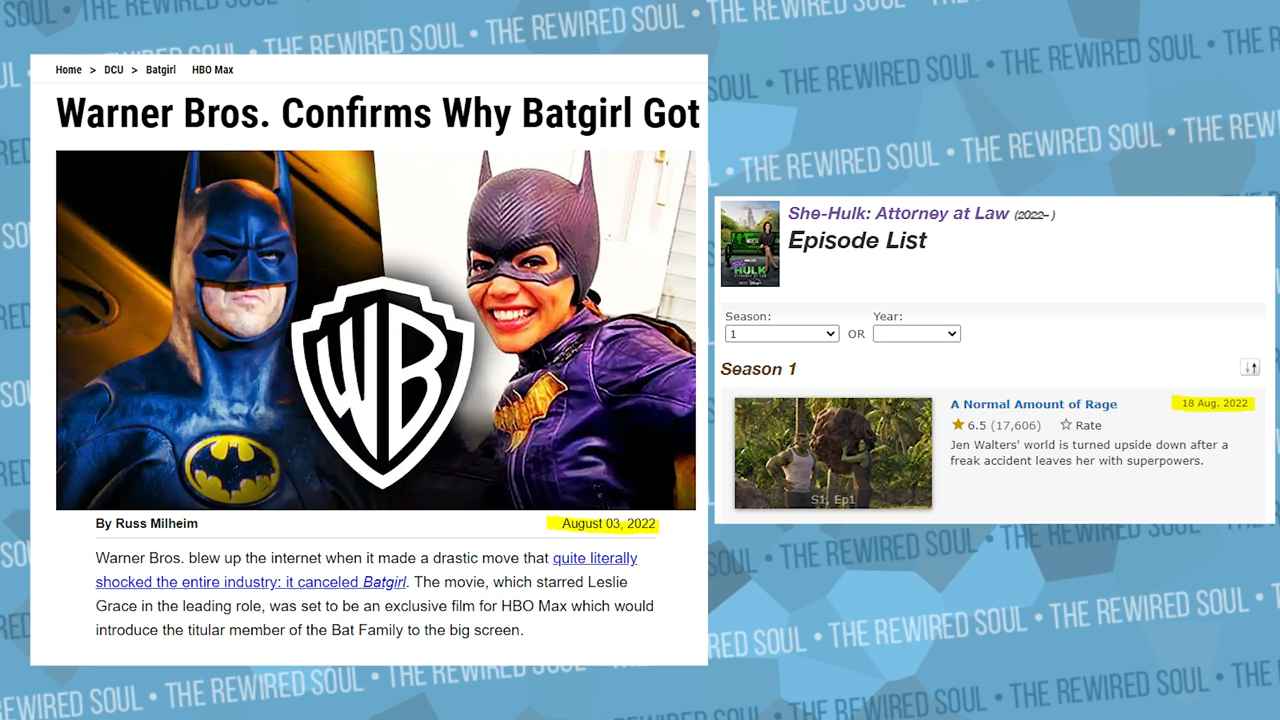 THE REWIRED SOUL • THE REWIRED SOUL • THE REWIRED SOUL
Home > DCU > Batgirl HBO Max
Warner Bros. Confirms Why Batgirl Got
WB
By Russ Milheim
August 03, 2022
Warner Bros. blew up the internet when it made a drastic move that quite literally
shocked the entire industry: it canceled Batgirl. The movie, which starred Leslie
Grace in the leading role, was set to be an exclusive film for HBO Max which would
introduce the titular member of the Bat Family to the big screen.
She-Hulk: Attorney at Law (2022– )
Episode List
Season:
Year:
1
OR
Season 1
A Normal Amount of Rage
18 Aug. 2022
6.5 (17,606) Rate
Jen Walters' world is turned upside down after a
freak accident leaves her with superpowers.
S1, Ep1
HULK